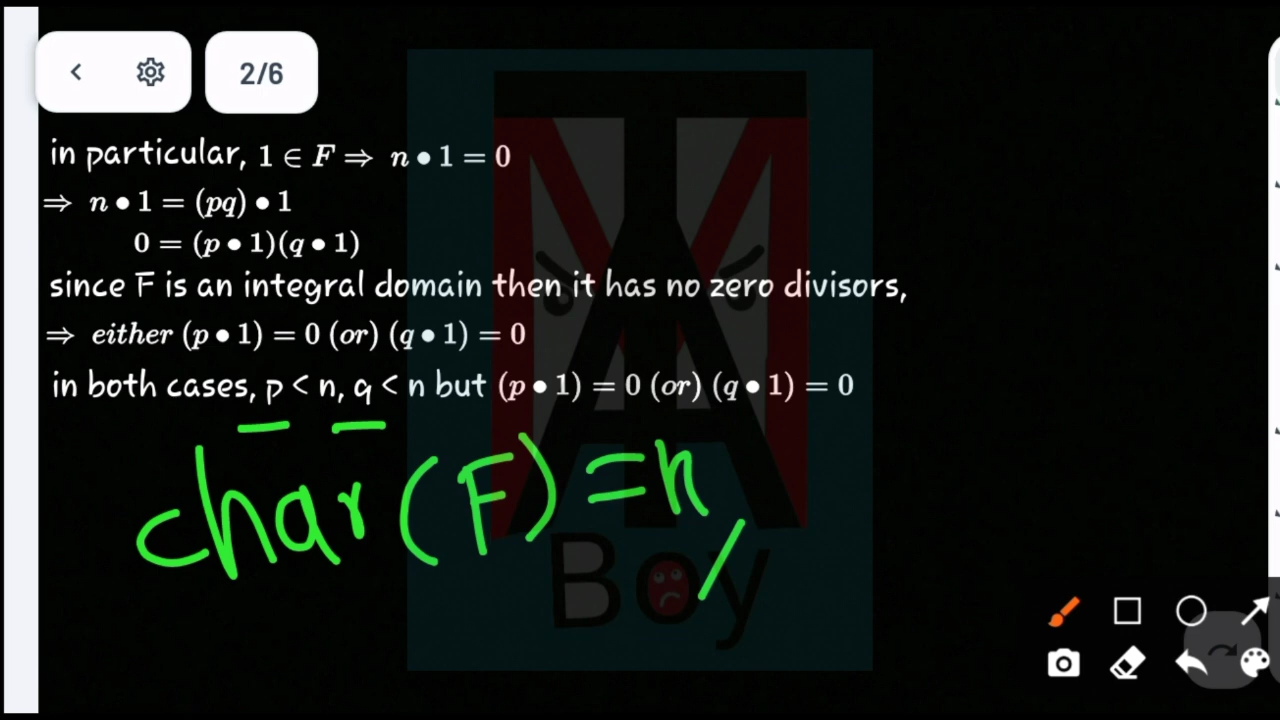 2/6
in particular, 1 ∈ F ⇒ n • 1 = 0
⇒ n • 1 = (pq) • 1
0 = (p • 1)(q • 1)
since F is an integral domain then it has no zero divisors,
⇒ either (p • 1) = 0 (or) (q • 1) = 0
in both cases, p < n, q < n but (p • 1) = 0 (or) (q • 1) = 0
char (F) = n
Boy